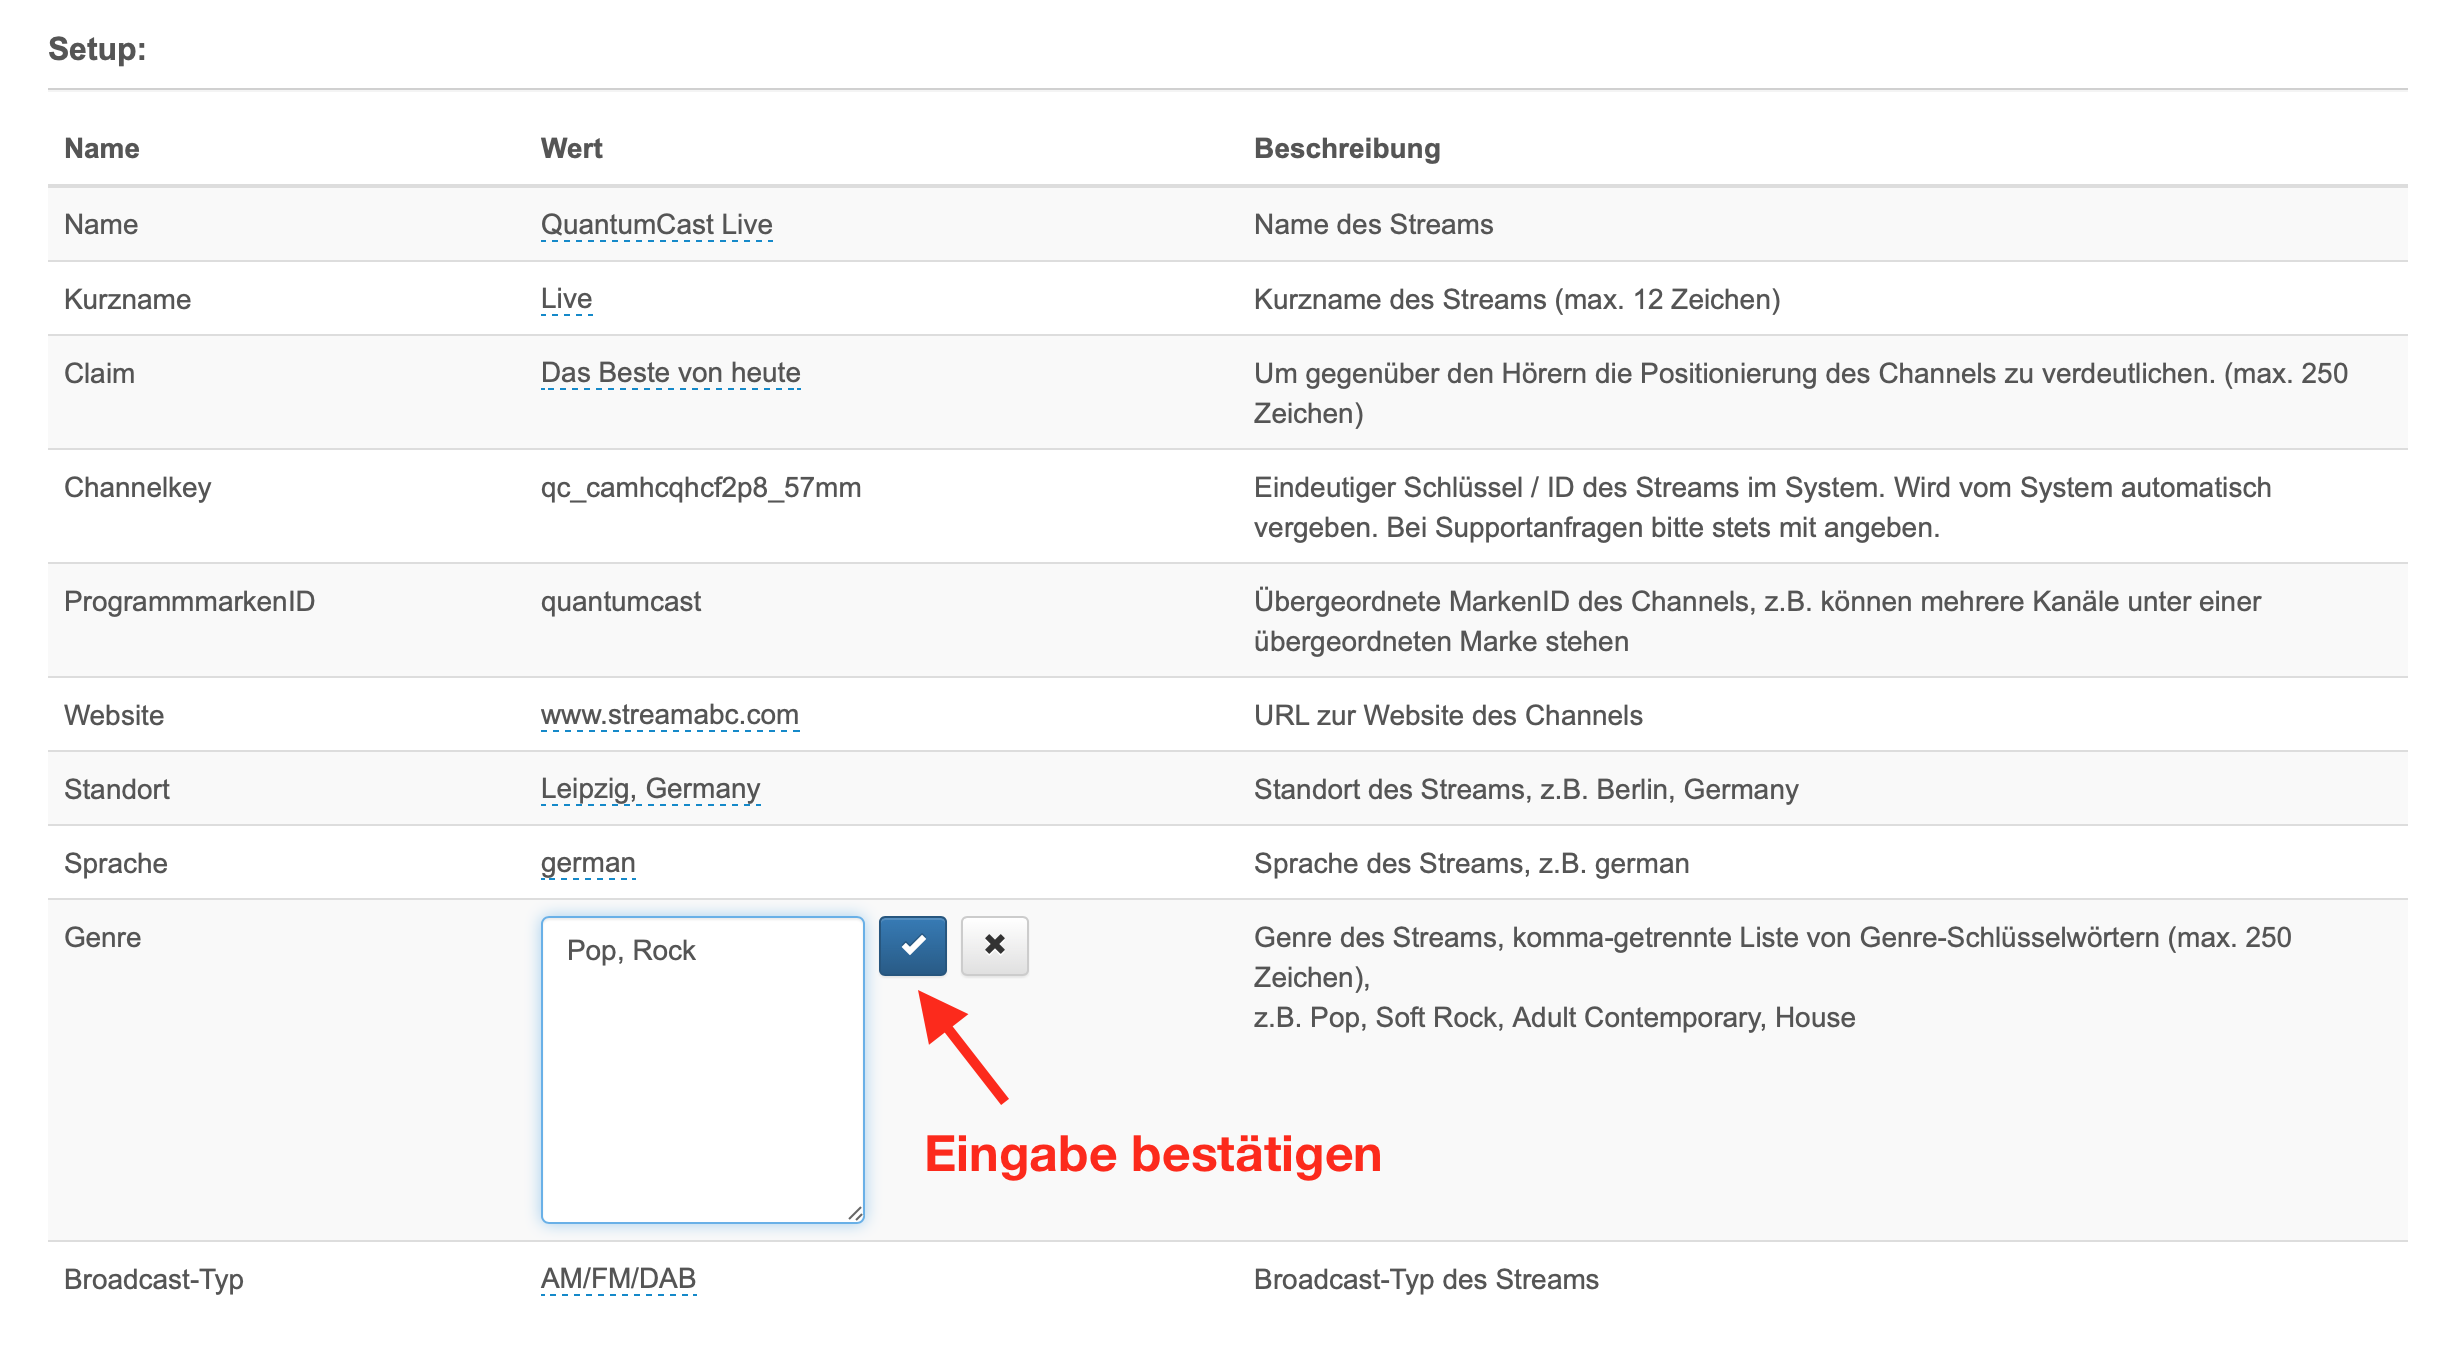 Setup:
Name Wert Beschreibung
Name QuantumCast Live Name des Streams
Kurzname Live Kurzname des Streams (max. 12 Zeichen)
Claim Das Beste von heute Um gegenüber den Hörern die Positionierung des Channels zu verdeutlichen. (max. 250
Zeichen)
Channelkey qc_camhcqhcf2p8_57mm Eindeutiger Schlüssel / ID des Streams im System. Wird vom System automatisch
vergeben. Bei Supportanfragen bitte stets mit angeben.
ProgrammmarkenID quantumcast Übergeordnete MarkenID des Channels, z.B. können mehrere Kanäle unter einer
übergeordneten Marke stehen
Website www.streamabc.com URL zur Website des Channels
Standort Leipzig, Germany Standort des Streams, z.B. Berlin, Germany
Sprache german Sprache des Streams, z.B. german
Genre Pop, Rock Genre des Streams, komma-getrennte Liste von Genre-Schlüsselwörtern (max. 250
Zeichen),
z.B. Pop, Soft Rock, Adult Contemporary, House
Eingabe bestätigen
Broadcast-Typ AM/FM/DAB Broadcast-Typ des Streams